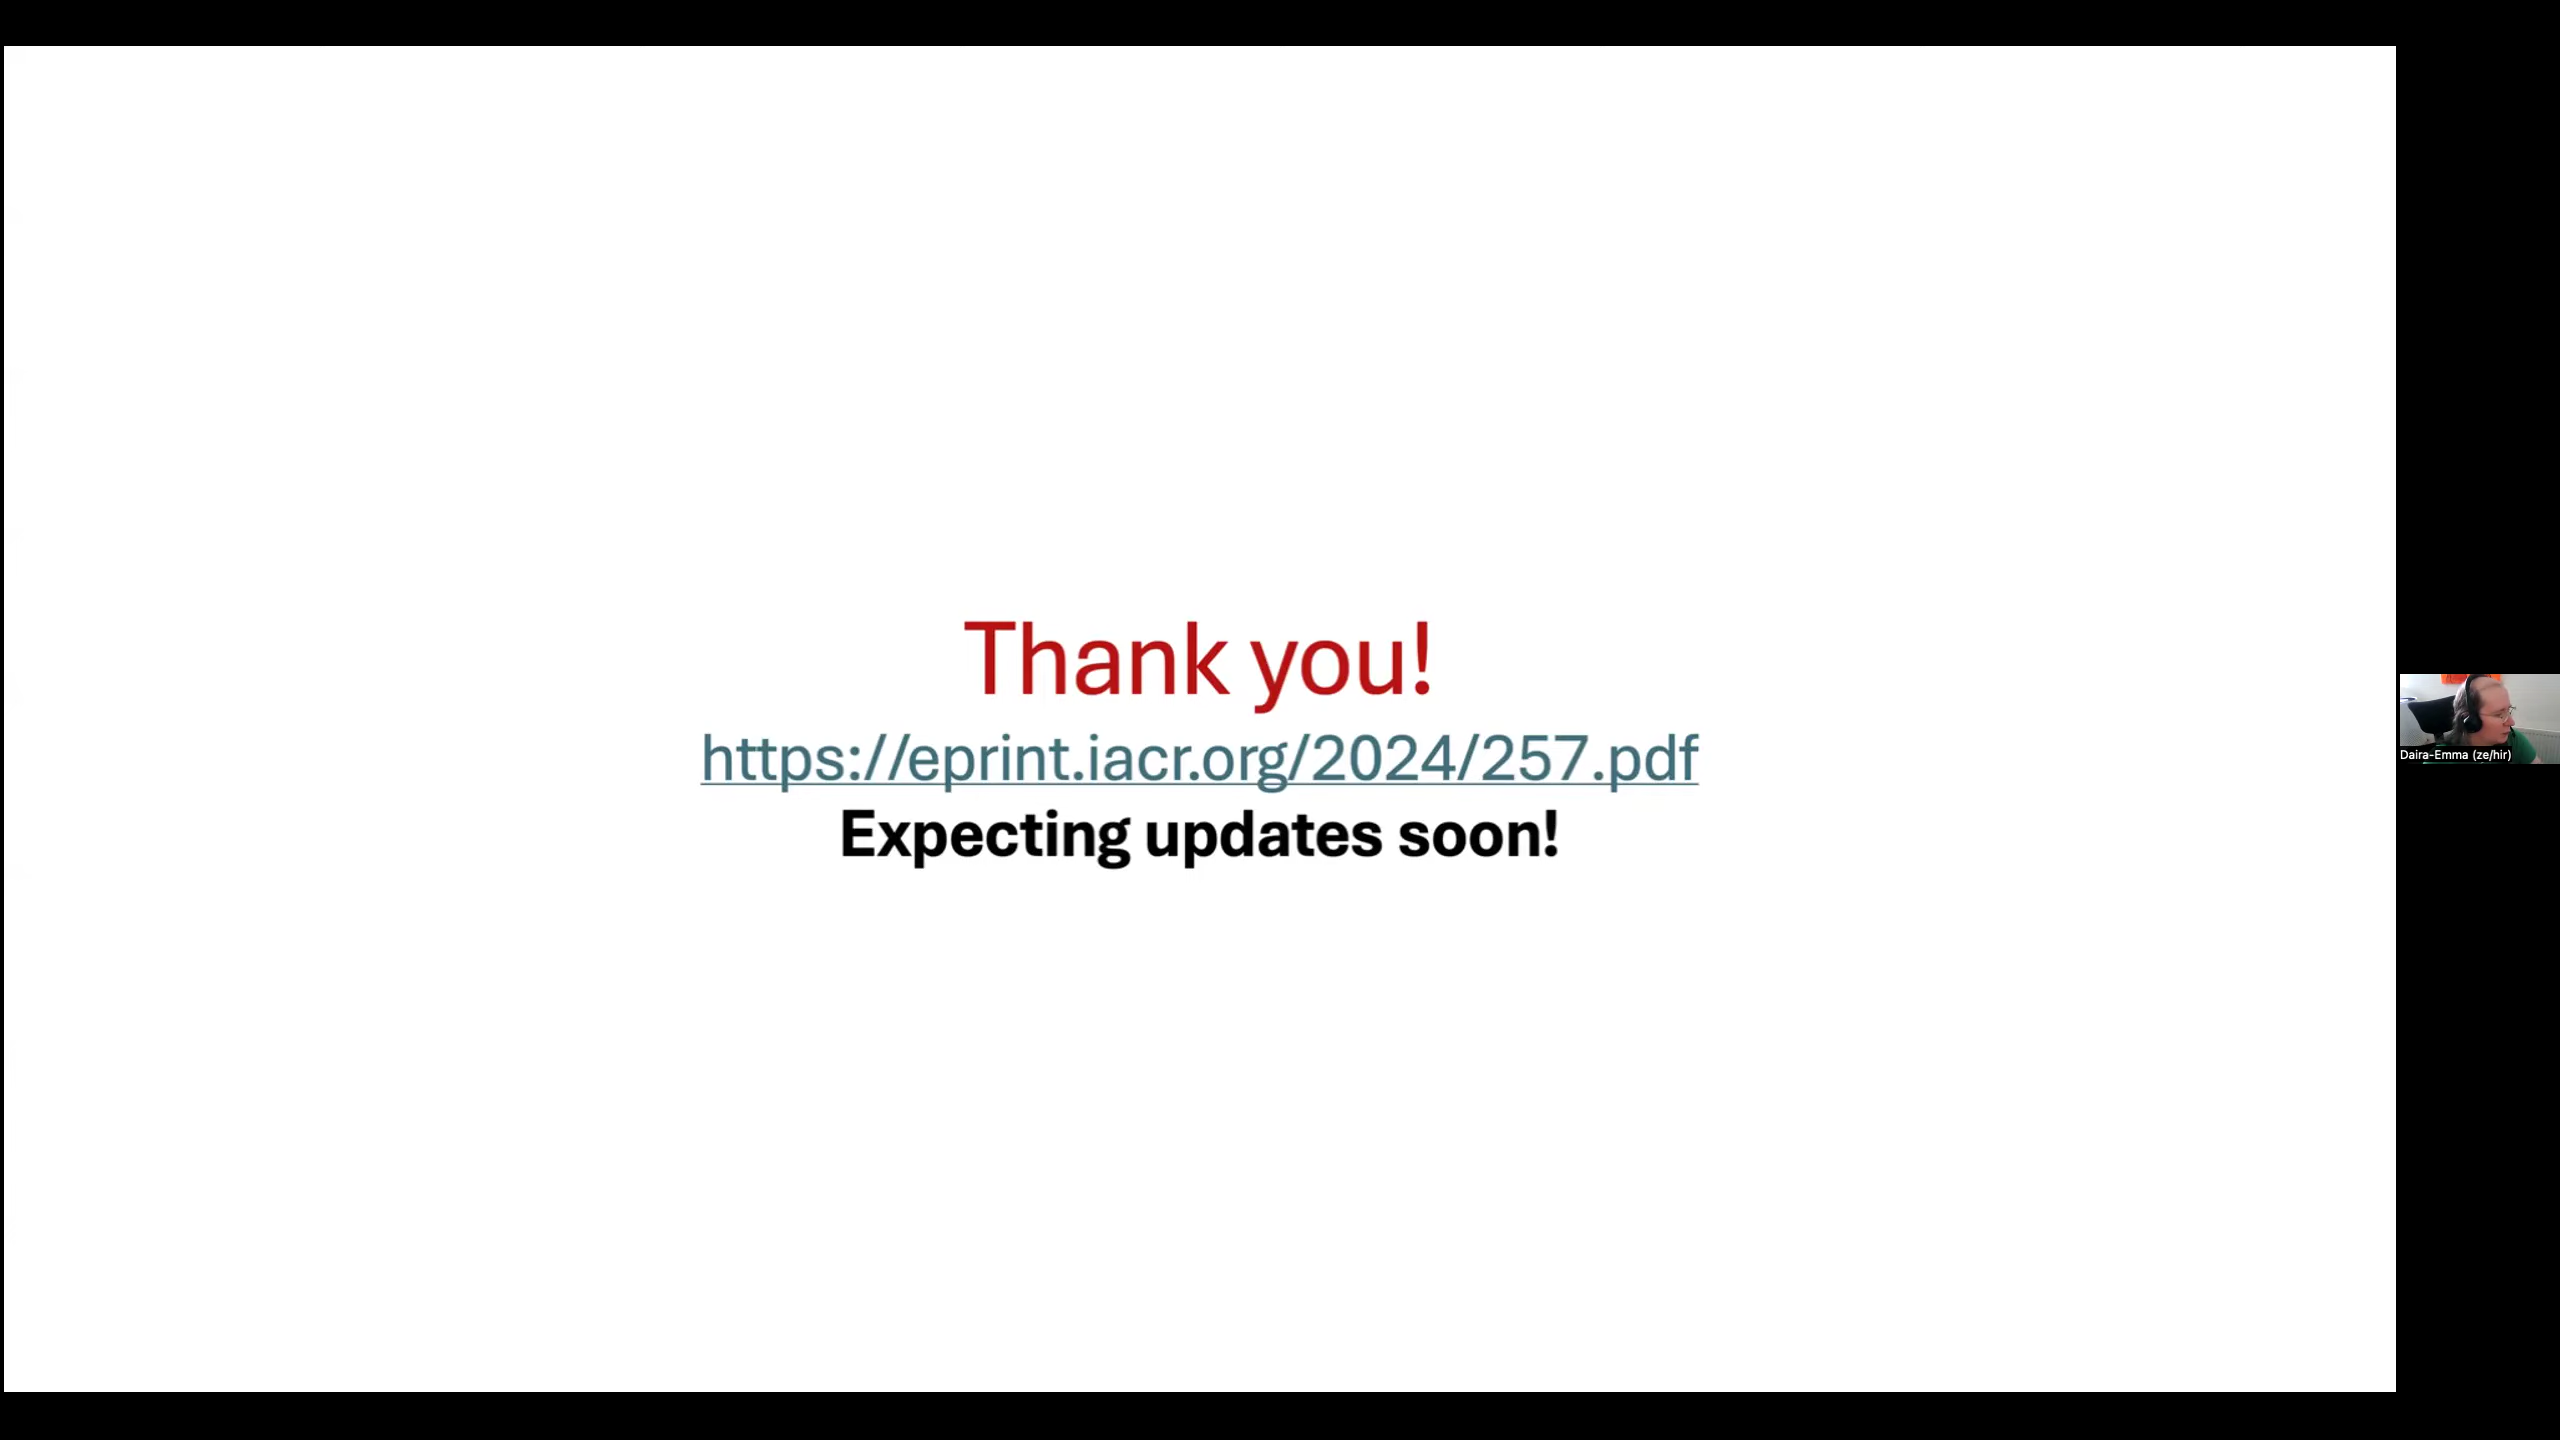 Thank you!
https://eprint.iacr.org/2024/257.pdf
Expecting updates soon!
Daira-Emma (ze/hir)